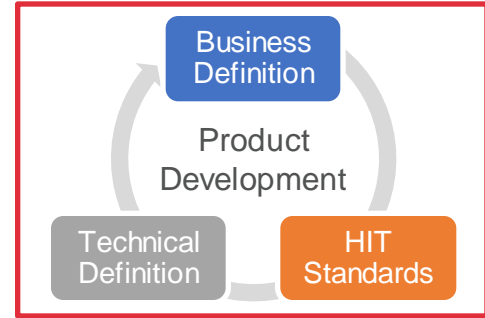 Business
Definition
Product
Development
Technical
Definition
HIT
Standards